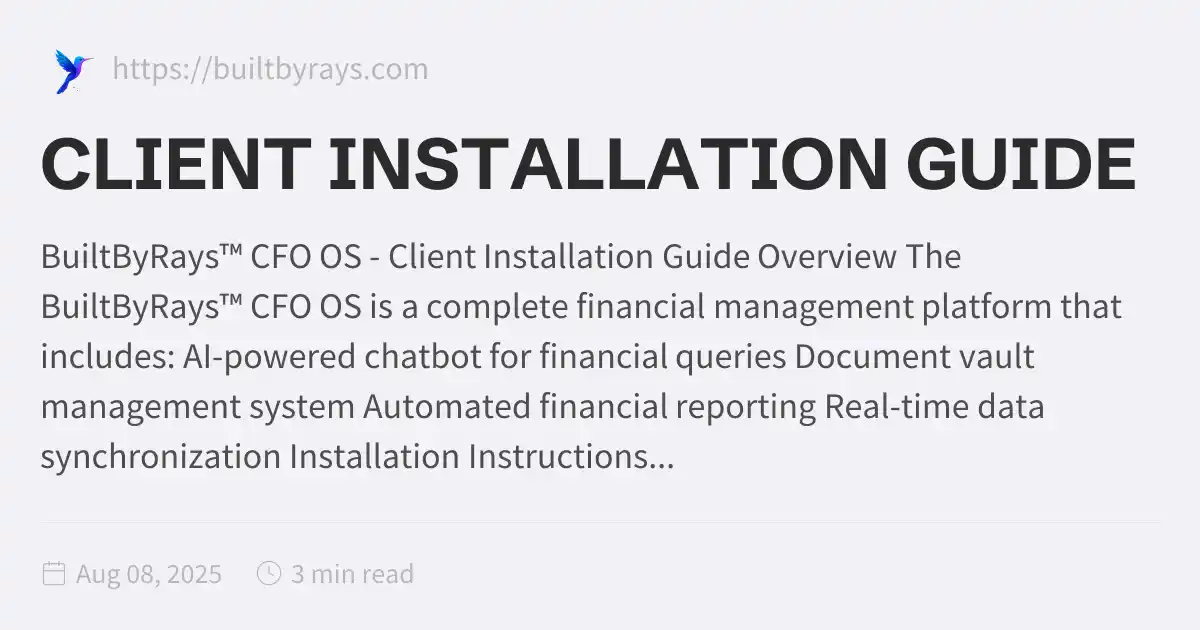 https://builtbyrays.com
CLIENT INSTALLATION GUIDE
BuiltByRays™ CFO OS - Client Installation Guide Overview The
BuiltByRays™ CFO OS is a complete financial management platform that
includes: AI-powered chatbot for financial queries Document vault
management system Automated financial reporting Real-time data
synchronization Installation Instructions...
Aug 08, 2025 3 min read